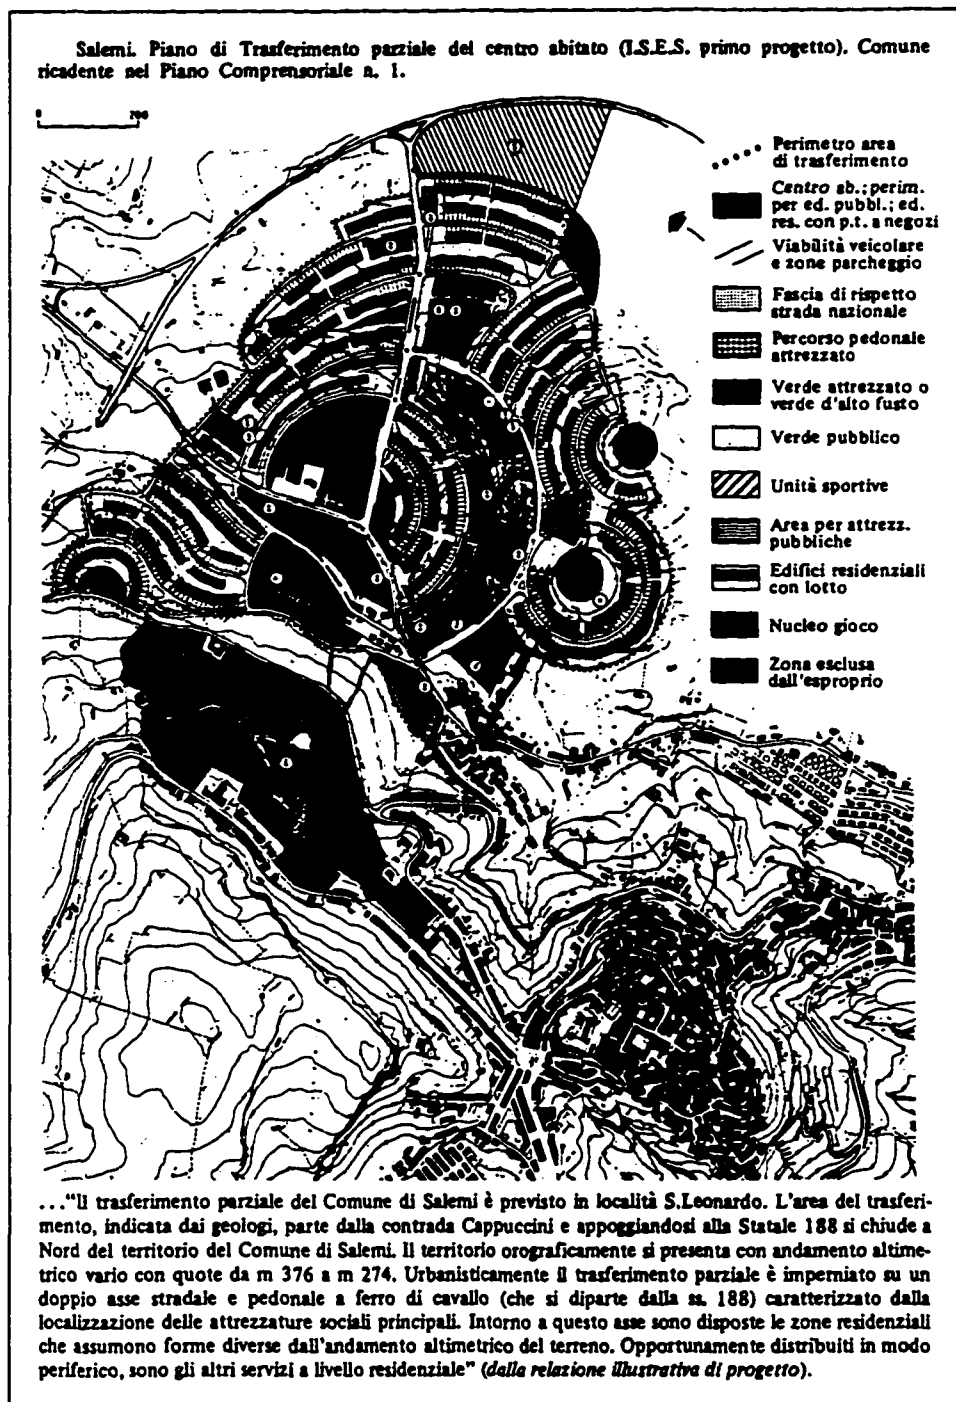 Salemi. Piano di Trasferimento parziale del centro abitato (I.S.E.S. primo progetto). Comune
ricadente nel Piano Comprensoriale n. 1.
0 200
Perimetro area
di trasferimento
Centro ab.; perim.
per ed. pubbl.; ed.
res. con p.t. a negozi
Viabilità veicolare
e zone parcheggio
Fascia di rispetto
strada nazionale
Percorso pedonale
attrezzato
Verde attrezzato o
verde d'alto fusto
Verde pubblico
Unità sportive
Area per attrezz.
pubbliche
Edifici residenziali
con lotto
Nucleo gioco
Zona esclusa
dall'esproprio
..."Il trasferimento parziale del Comune di Salemi è previsto in località S.Leonardo. L'area del trasferi-
mento, indicata dai geologi, parte dalla contrada Cappuccini e appoggiandosi alla Statale 188 si chiude a
Nord del territorio del Comune di Salemi. Il territorio orograficamente si presenta con andamento altime-
trico vario con quote da m 376 a m 274. Urbanisticamente il trasferimento parziale è imperniato su un
doppio asse stradale e pedonale a ferro di cavallo (che si diparte dalla ss. 188) caratterizzato dalla
localizzazione delle attrezzature sociali principali. Intorno a questo asse sono disposte le zone residenziali
che assumono forme diverse dall'andamento altimetrico del terreno. Opportunamente distribuiti in modo
periferico, sono gli altri servizi a livello residenziale" (dalla relazione illustrativa di progetto).